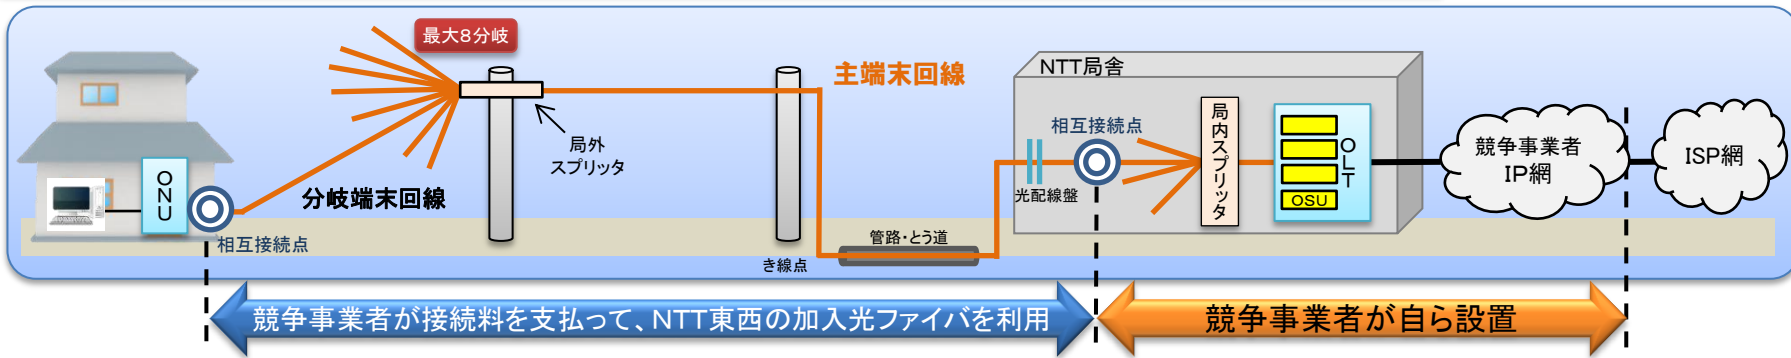 最大8分岐
主端末回線
NTT局舎
局外
スプリッタ
相互接続点
局内スプリッタ
OLT
OSU
競争事業者
IP網
ISP網
ONU
分岐端末回線
光配線盤
相互接続点
管路・とう道
き線点
競争事業者が接続料を支払って、NTT東西の加入光ファイバを利用
競争事業者が自ら設置